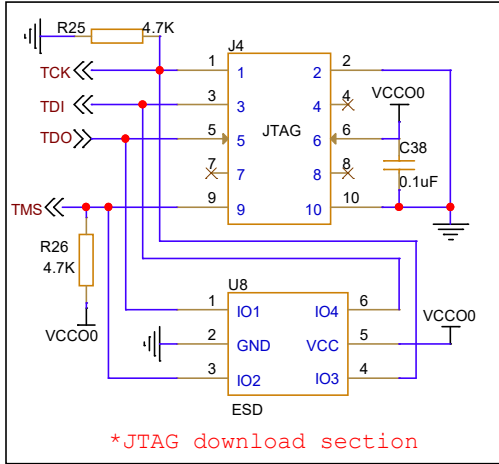 R25 4.7K
J4
TCK 1 1 2 2
TDI 3 3 4 4 VCCO0
TDO 5 5 JTAG 6 6
C38
7 7 8 8
0.1uF
TMS 9 9 10 10
R26
4.7K
U8
1 IO1 IO4 6
VCCO0 2 GND VCC 5 VCCO0
3 IO2 IO3 4
ESD
*JTAG download section